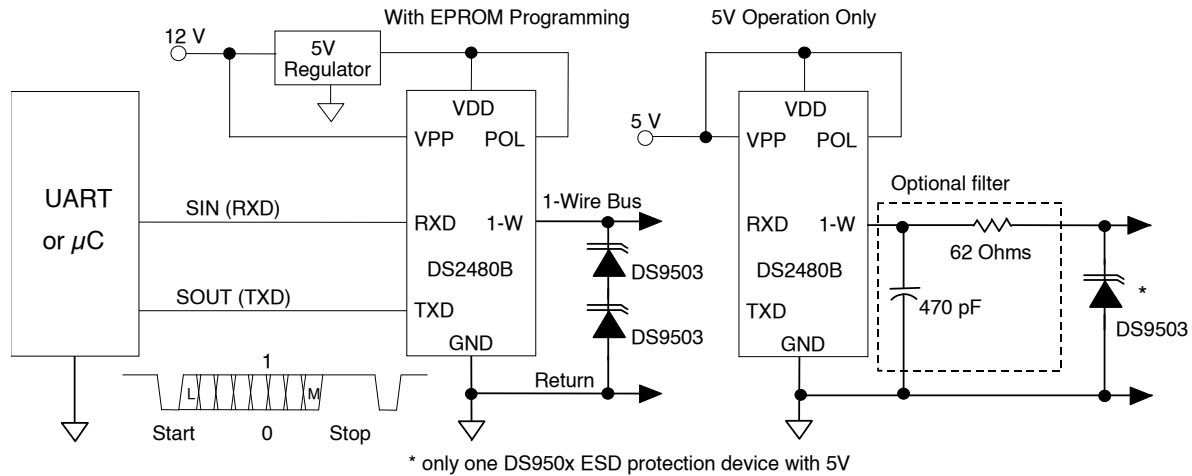 With EPROM Programming
5V Operation Only
12 V
5V
Regulator
VDD
VPP
POL
5 V
VDD
VPP
POL
UART
or µC
SIN (RXD)
RXD
1-W
1-Wire Bus
DS2480B
DS9503
SOUT (TXD)
TXD
DS9503
GND
Return
Optional filter
RXD
1-W
62 Ohms
DS2480B
470 pF
*
DS9503
TXD
GND
1
L
M
Start
0
Stop
* only one DS950x ESD protection device with 5V